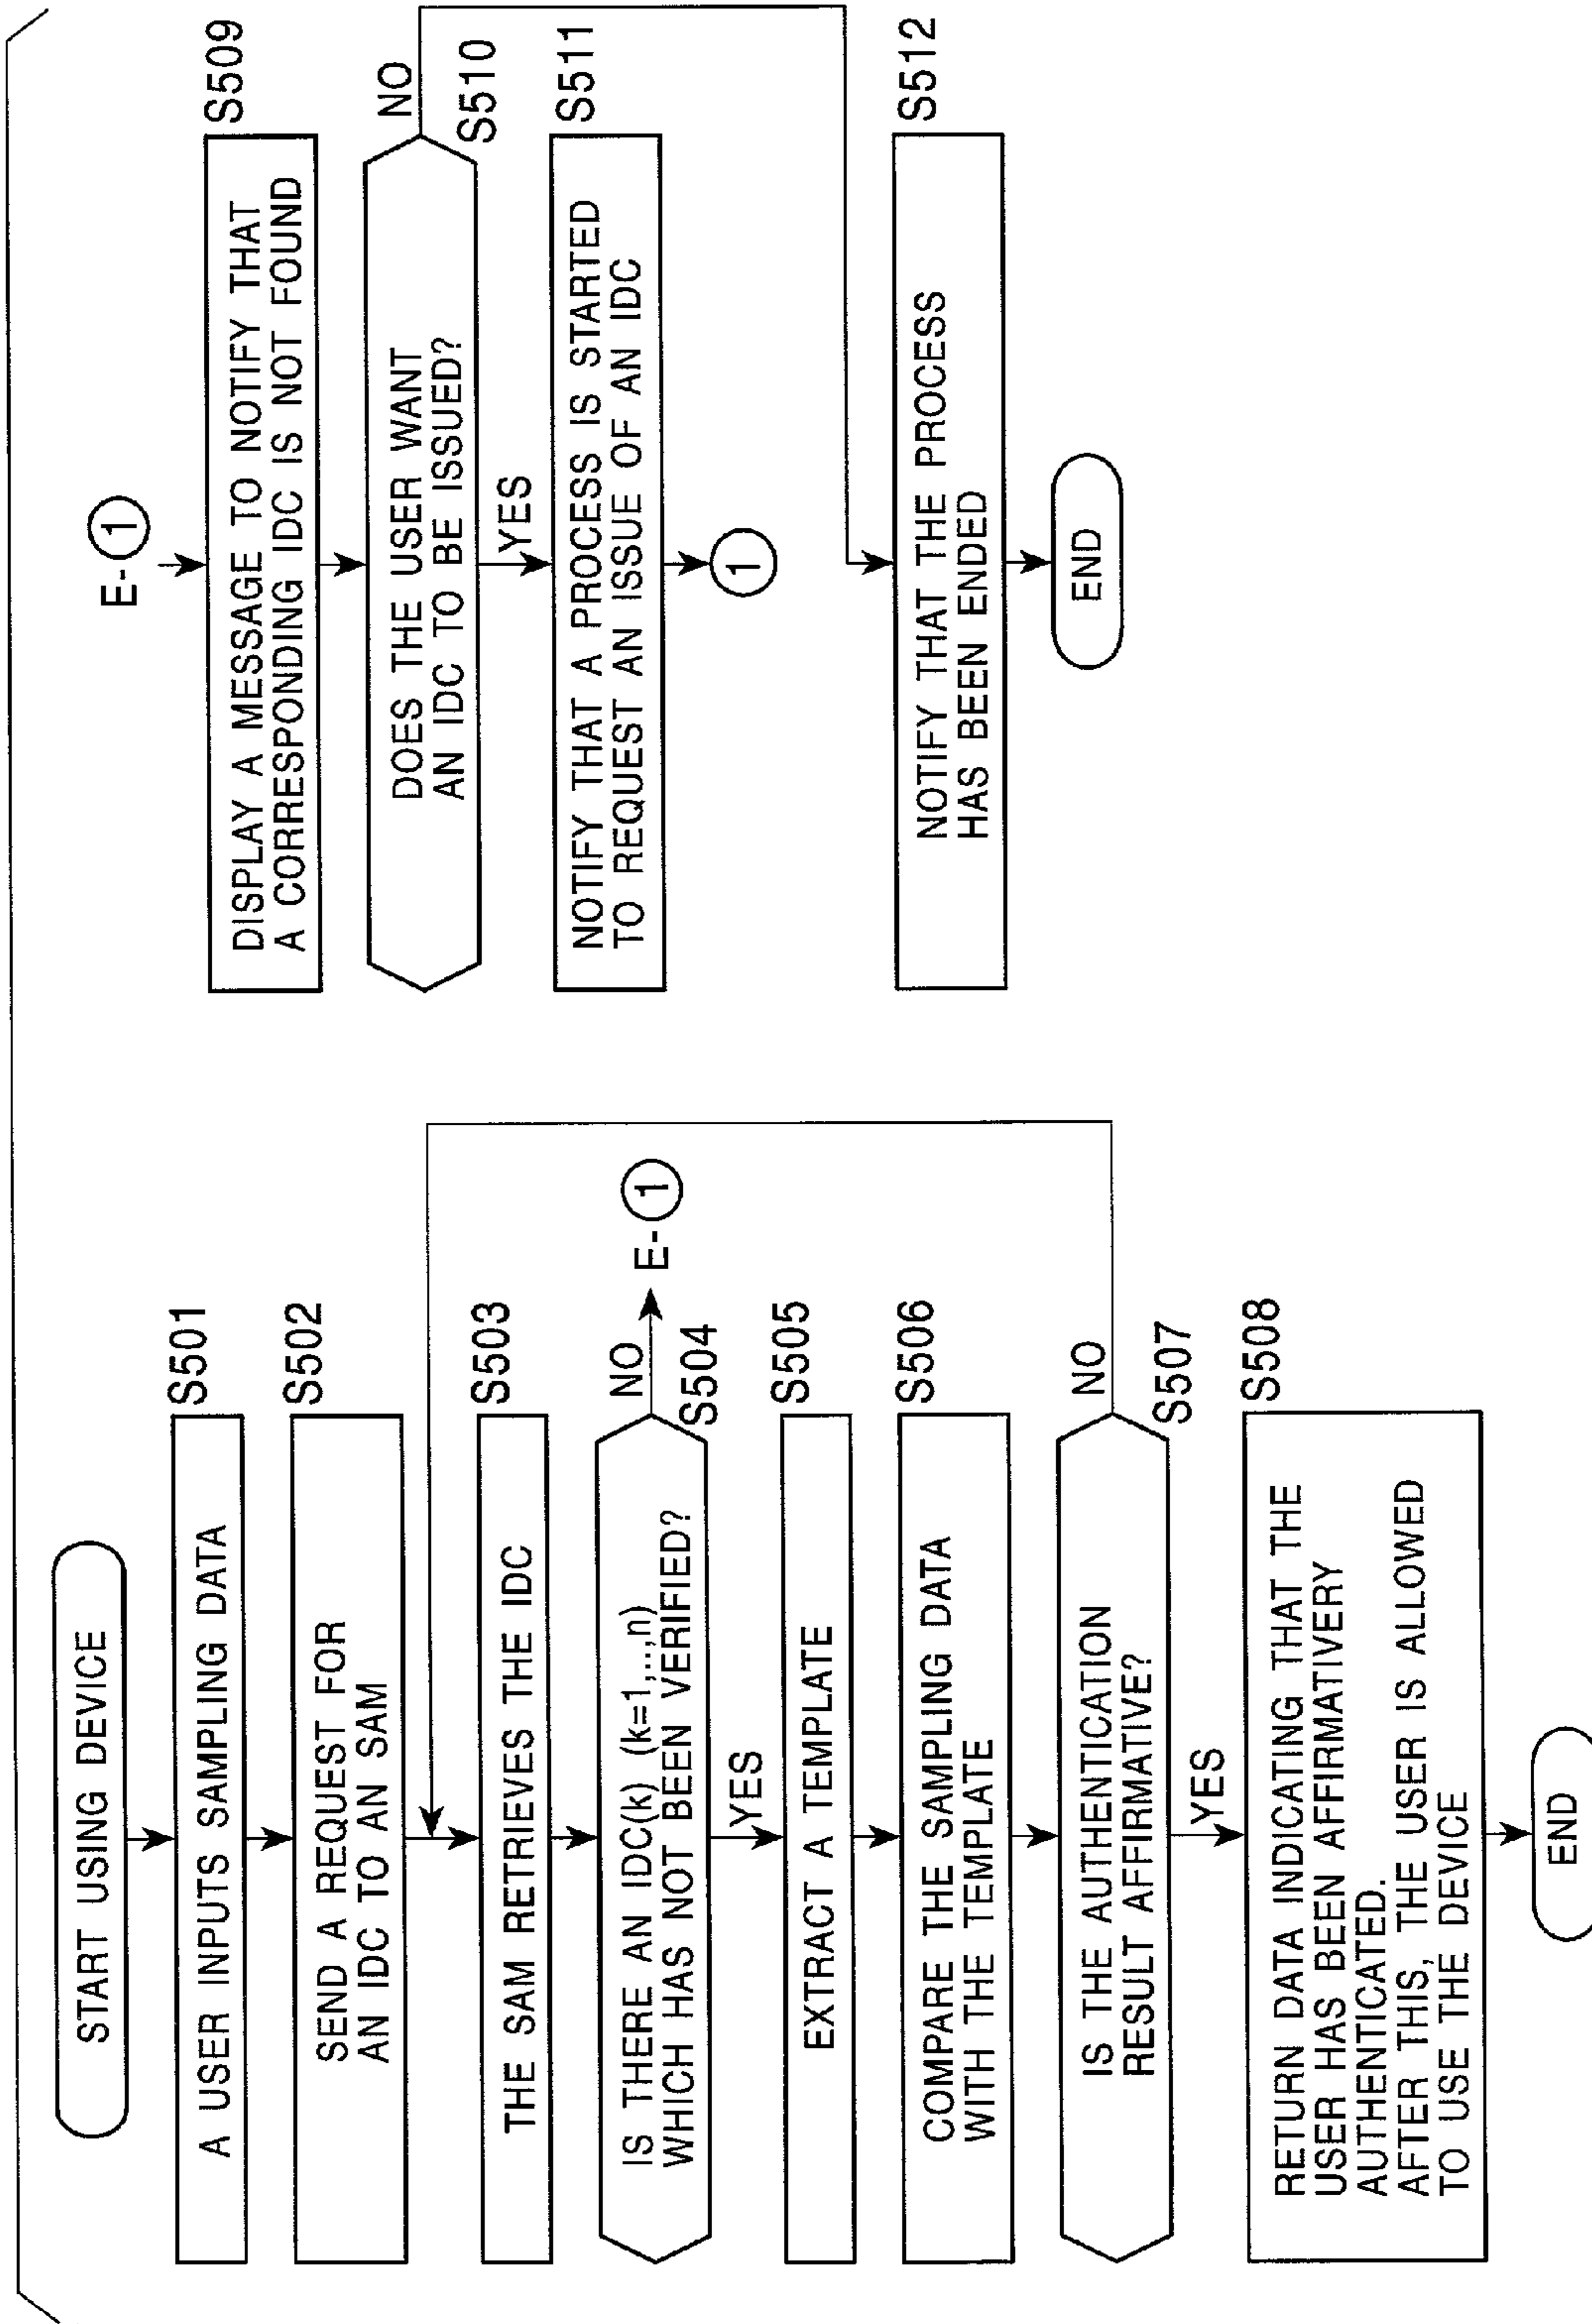 START USING DEVICE
S501
A USER INPUTS SAMPLING DATA
S502
SEND A REQUEST FOR
AN IDC TO AN SAM
S503
THE SAM RETRIEVES THE IDC
NO
E-1
S504
IS THERE AN IDC(k) (k=1,..,n)
WHICH HAS NOT BEEN VERIFIED?
YES
S505
EXTRACT A TEMPLATE
S506
COMPARE THE SAMPLING DATA
WITH THE TEMPLATE
NO
S507
IS THE AUTHENTICATION
RESULT AFFIRMATIVE?
YES
S508
RETURN DATA INDICATING THAT THE
USER HAS BEEN AFFIRMATIVERY
AUTHENTICATED.
AFTER THIS, THE USER IS ALLOWED
TO USE THE DEVICE
END
E-1
S509
DISPLAY A MESSAGE TO NOTIFY THAT
A CORRESPONDING IDC IS NOT FOUND
NO
S510
DOES THE USER WANT
AN IDC TO BE ISSUED?
YES
S511
NOTIFY THAT A PROCESS IS STARTED
TO REQUEST AN ISSUE OF AN IDC
1
S512
NOTIFY THAT THE PROCESS
HAS BEEN ENDED
END